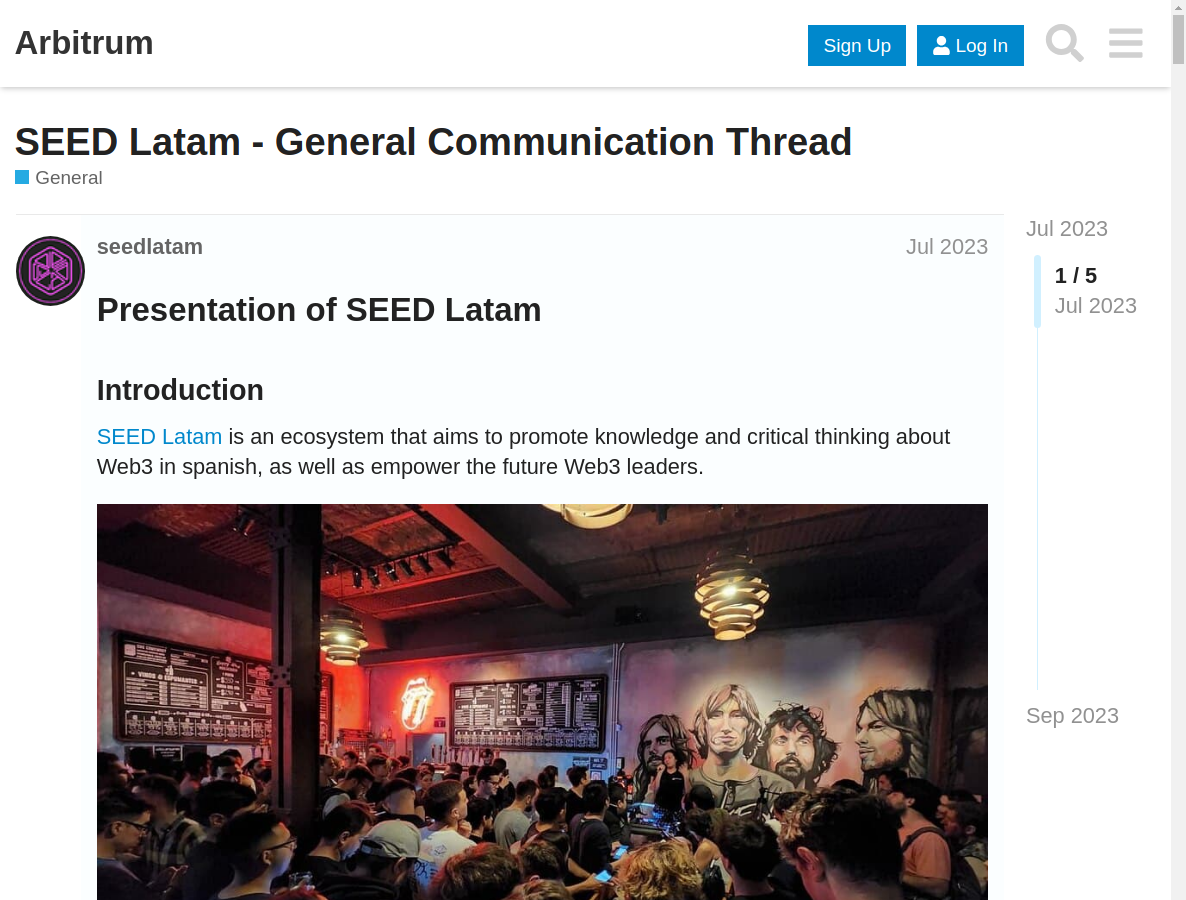 Arbitrum
Sign Up
Log In
SEED Latam - General Communication Thread
General
seedlatam
Jul 2023
Presentation of SEED Latam
Introduction
SEED Latam is an ecosystem that aims to promote knowledge and critical thinking about
Web3 in spanish, as well as empower the future Web3 leaders.
VINOS & ESPUMANTES
Jul 2023
1 / 5
Jul 2023
Sep 2023